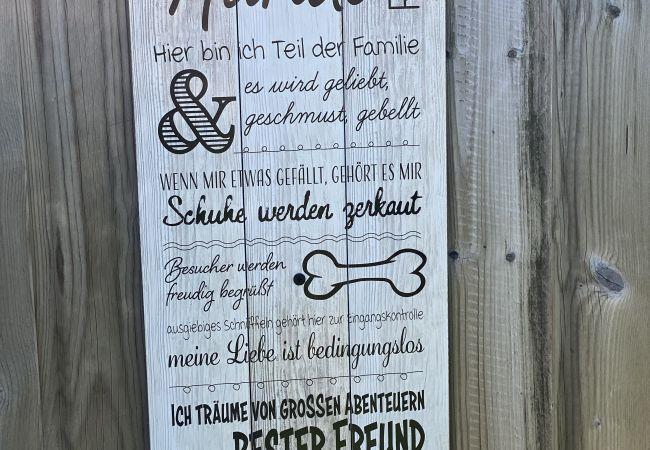 Hier bin ich Teil der Familie
& es wird geliebt,
geschmust, gebellt
WENN MIR ETWAS GEFÄLLT, GEHÖRT ES MIR
Schuhe werden zerkaut
Besucher werden
freudig begrüßt
ausgiebiges Schnüffeln gehört hier zur Eingangskontrolle
meine Liebe ist bedingungslos
ICH TRÄUME VON GROSSEN ABENTEUERN
BESTER FREUND